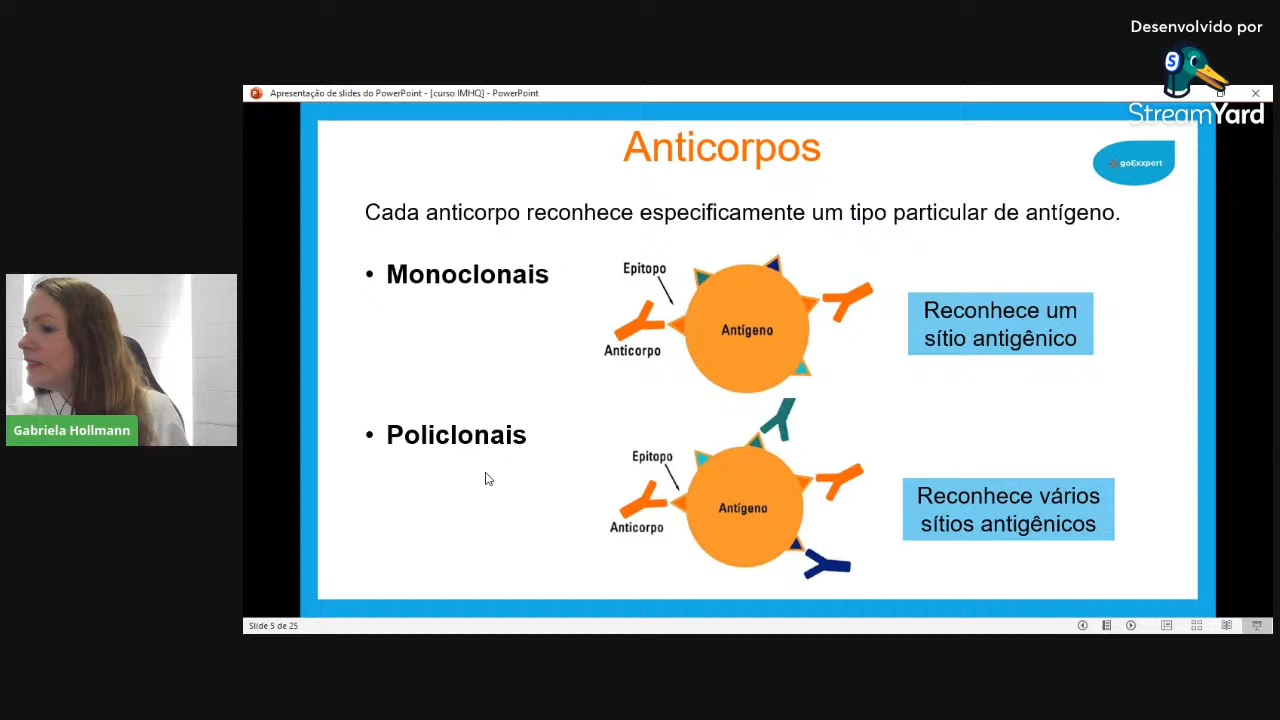 Desenvolvido por
S
StreamYard
Apresentação de slides do PowerPoint - [curso IMHQ] - PowerPoint
Anticorpos
goExxpert
Cada anticorpo reconhece especificamente um tipo particular de antígeno.
• Monoclonais
Epitopo
Antígeno
Anticorpo
Reconhece um
sítio antigênico
Gabriela Hollmann
• Policlonais
Epitopo
Antígeno
Anticorpo
Reconhece vários
sítios antigênicos
Slide 5 de 25